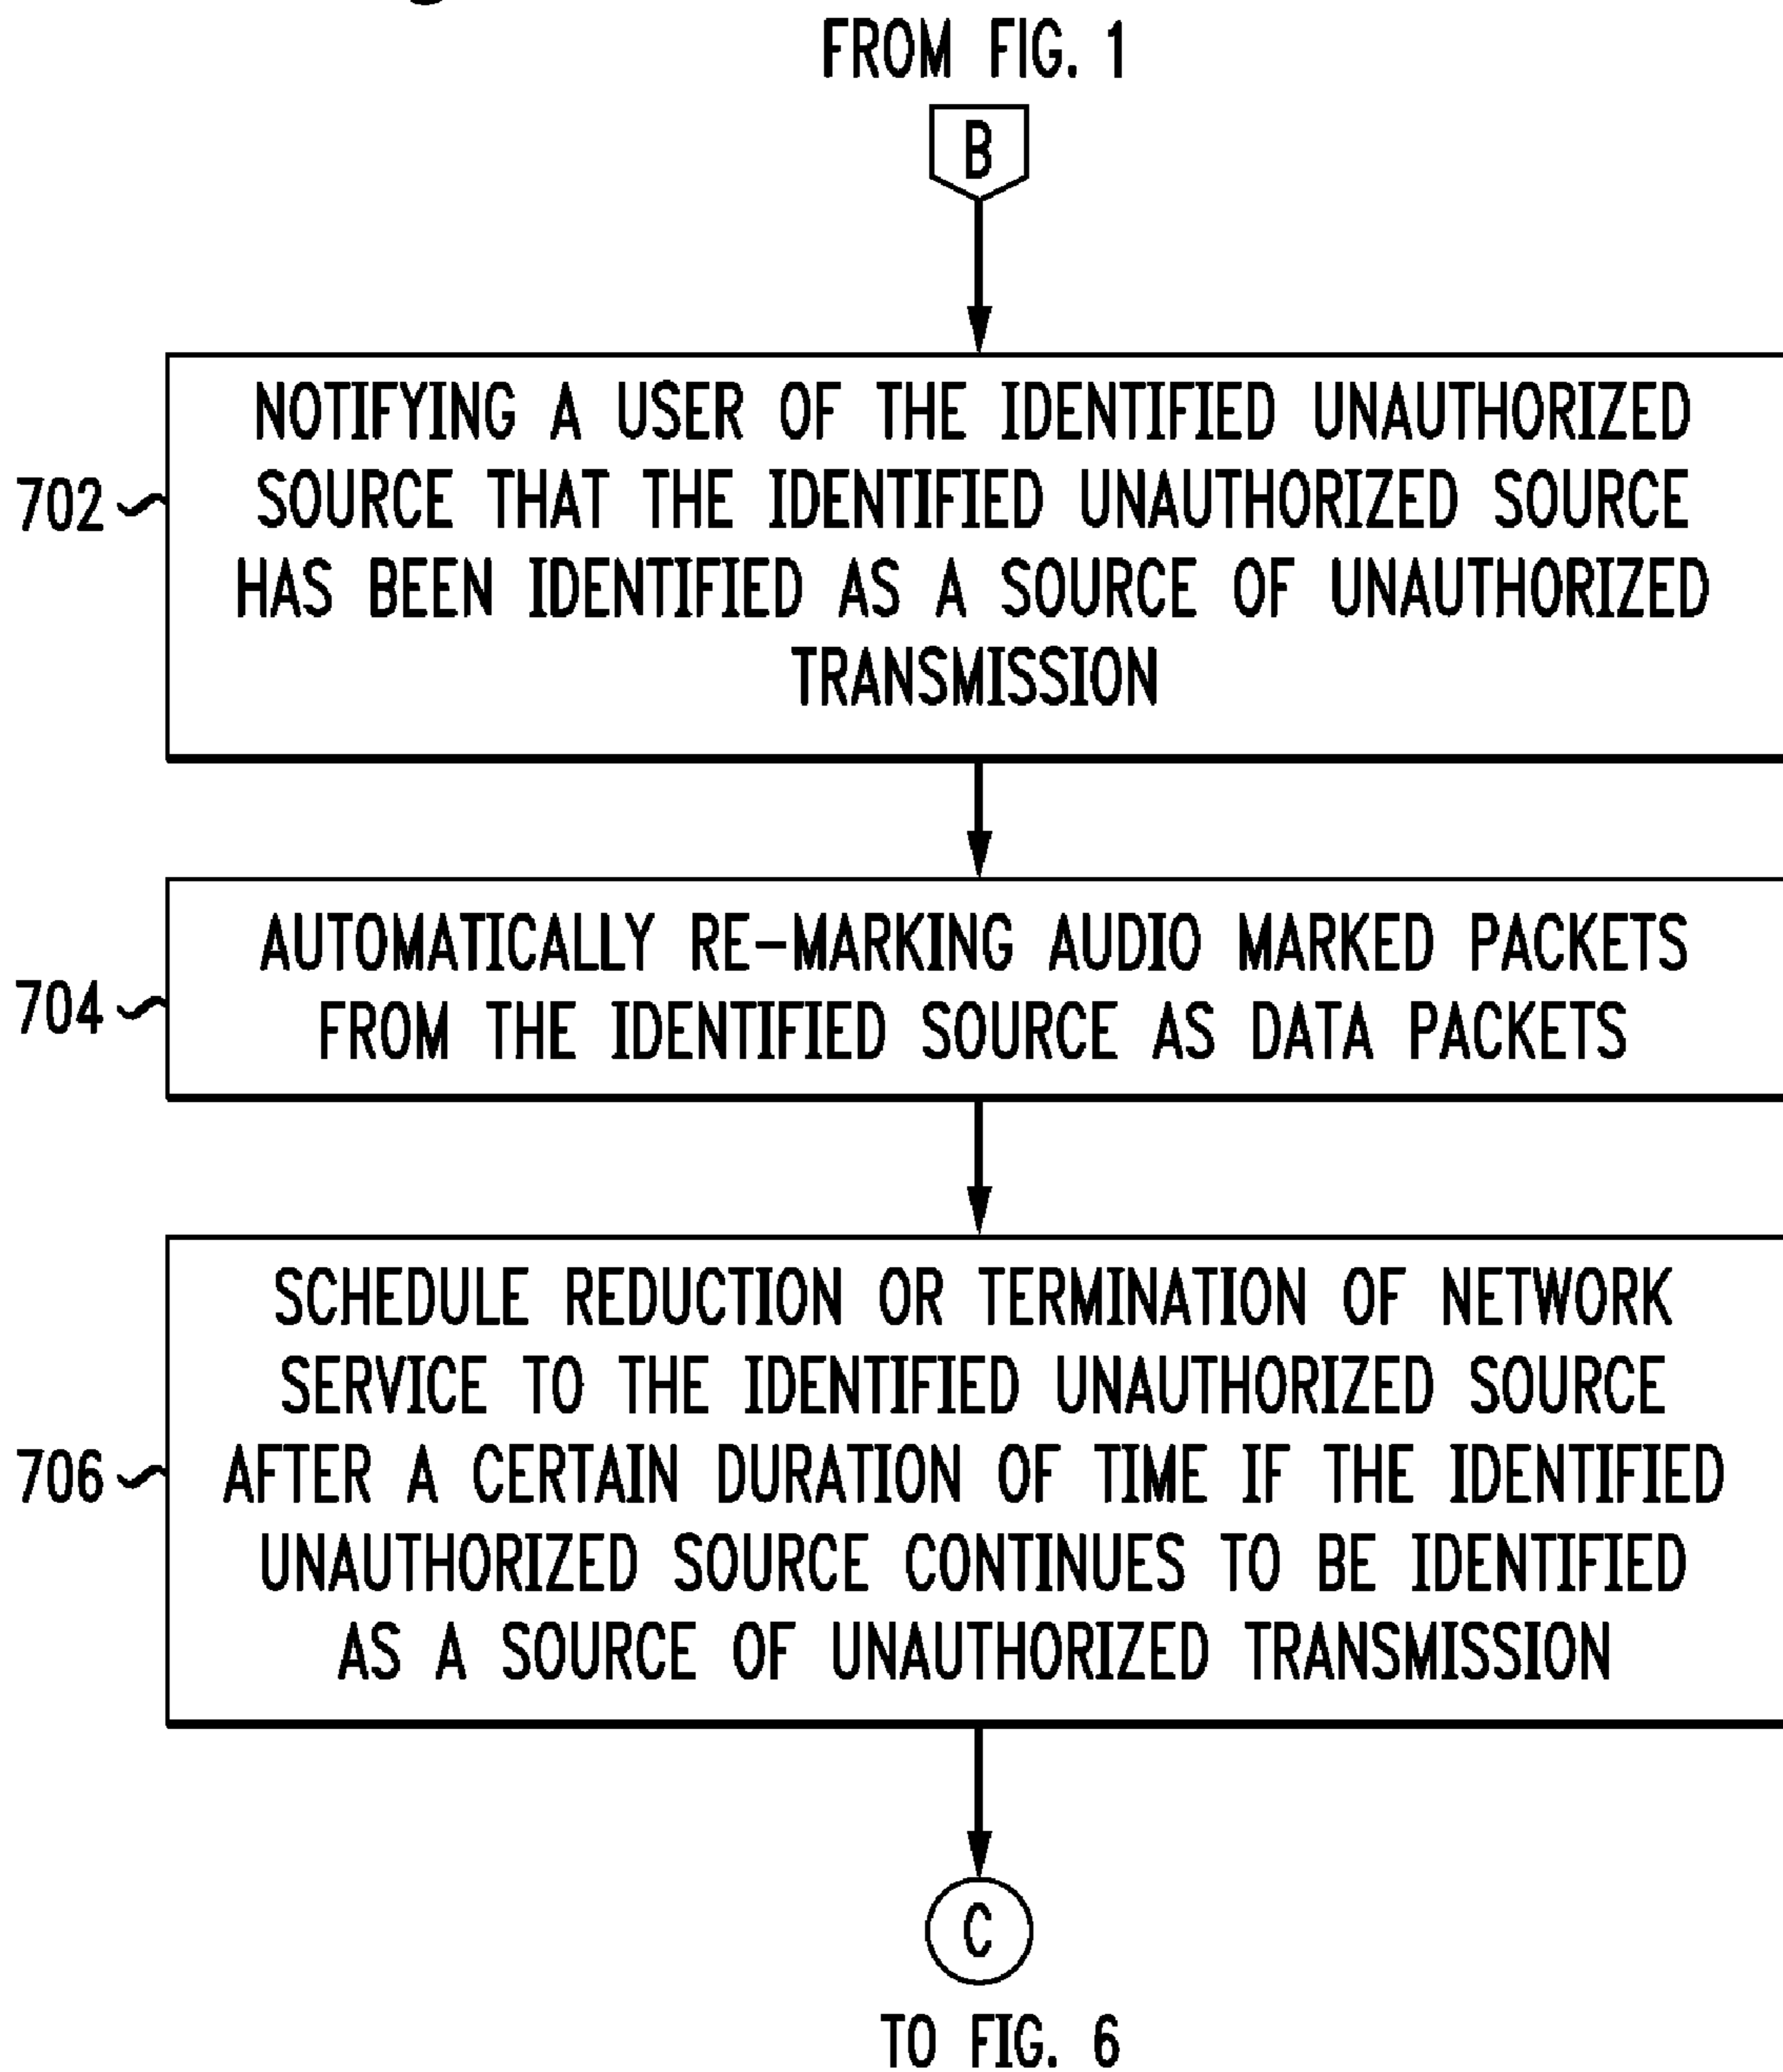 FROM FIG. 1
B
NOTIFYING A USER OF THE IDENTIFIED UNAUTHORIZED
SOURCE THAT THE IDENTIFIED UNAUTHORIZED SOURCE
HAS BEEN IDENTIFIED AS A SOURCE OF UNAUTHORIZED
TRANSMISSION
702
AUTOMATICALLY RE-MARKING AUDIO MARKED PACKETS
FROM THE IDENTIFIED SOURCE AS DATA PACKETS
704
SCHEDULE REDUCTION OR TERMINATION OF NETWORK
SERVICE TO THE IDENTIFIED UNAUTHORIZED SOURCE
AFTER A CERTAIN DURATION OF TIME IF THE IDENTIFIED
UNAUTHORIZED SOURCE CONTINUES TO BE IDENTIFIED
AS A SOURCE OF UNAUTHORIZED TRANSMISSION
706
C
TO FIG. 6